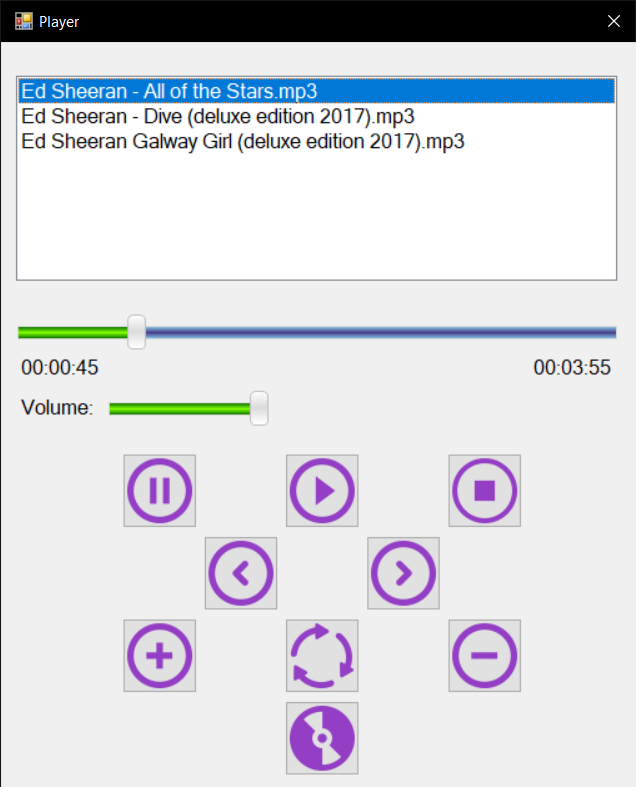 Player
Ed Sheeran - All of the Stars.mp3
Ed Sheeran - Dive (deluxe edition 2017).mp3
Ed Sheeran Galway Girl (deluxe edition 2017).mp3
00:00:45 00:03:55
Volume: